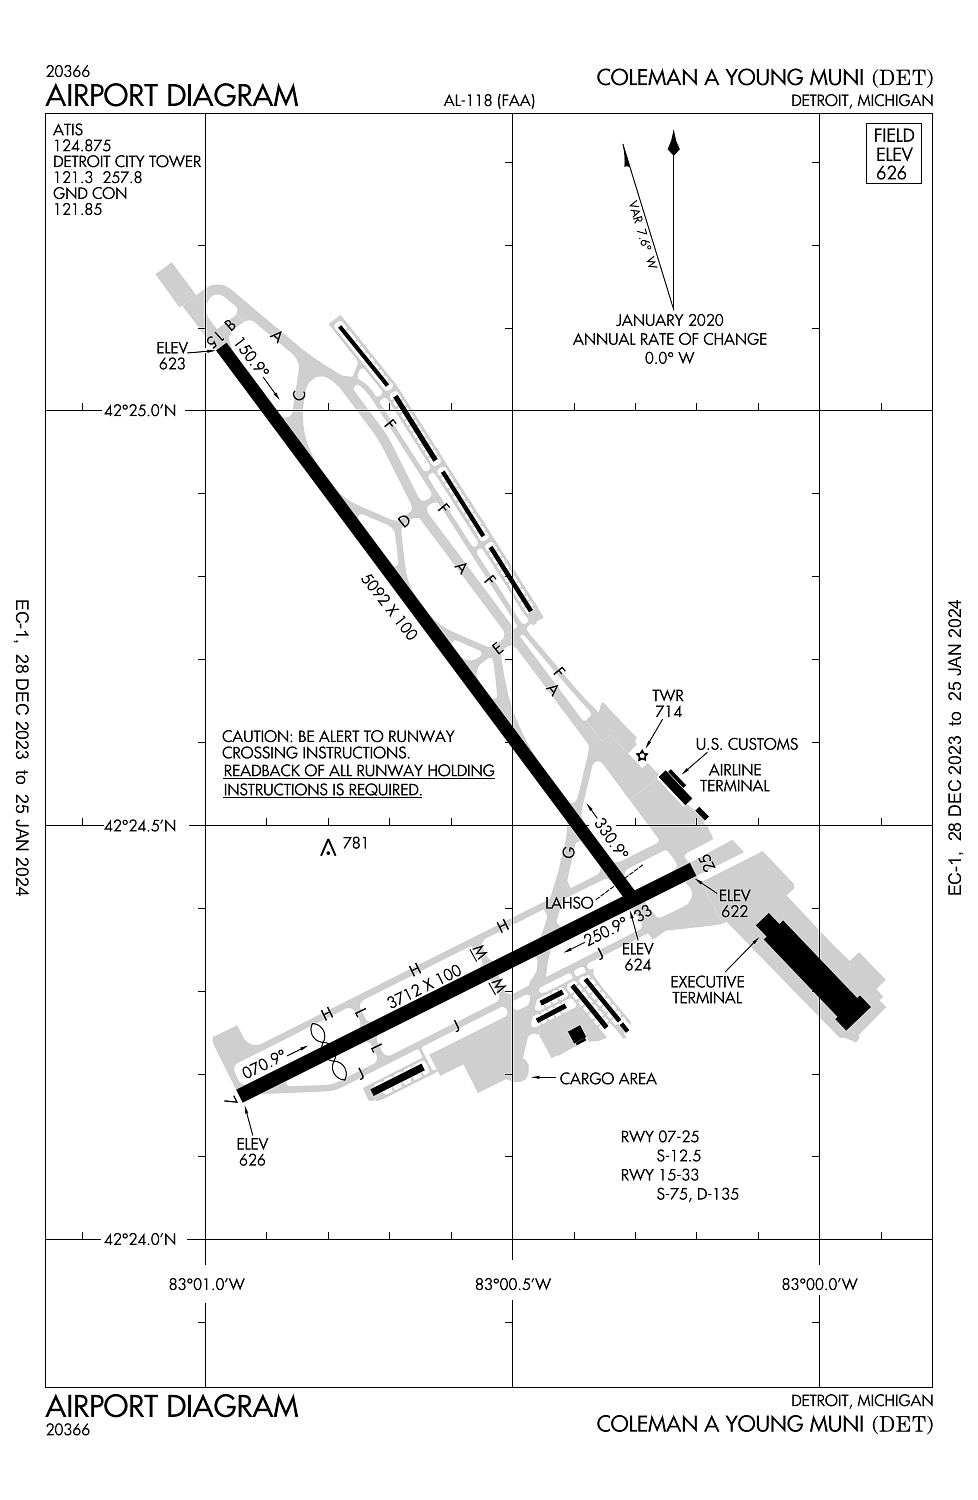 20366
AIRPORT DIAGRAM
AL-118 (FAA)
COLEMAN A YOUNG MUNI (DET)
DETROIT, MICHIGAN
ATIS
124.875
DETROIT CITY TOWER
121.3 257.8
GND CON
121.85
FIELD
ELEV
626
VAR 7.6° W
JANUARY 2020
ANNUAL RATE OF CHANGE
0.0° W
ELEV
623
15
B
A
150.9°
C
42°25.0'N
F
D
F
A
F
5092 X 100
E
F
A
EC-1, 28 DEC 2023 to 25 JAN 2024
EC-1, 28 DEC 2023 to 25 JAN 2024
TWR
714
U.S. CUSTOMS
AIRLINE
TERMINAL
CAUTION: BE ALERT TO RUNWAY
CROSSING INSTRUCTIONS.
READBACK OF ALL RUNWAY HOLDING
INSTRUCTIONS IS REQUIRED.
42°24.5'N
781
330.9°
G
25
LAHSO
ELEV
622
33
250.9°
ELEV
624
H
M
J
H
M
3712 X 100
EXECUTIVE
TERMINAL
H
L
J
L
J
070.9°
7
CARGO AREA
ELEV
626
RWY 07-25
S-12.5
RWY 15-33
S-75, D-135
42°24.0'N
83°01.0'W
83°00.5'W
83°00.0'W
AIRPORT DIAGRAM
20366
DETROIT, MICHIGAN
COLEMAN A YOUNG MUNI (DET)